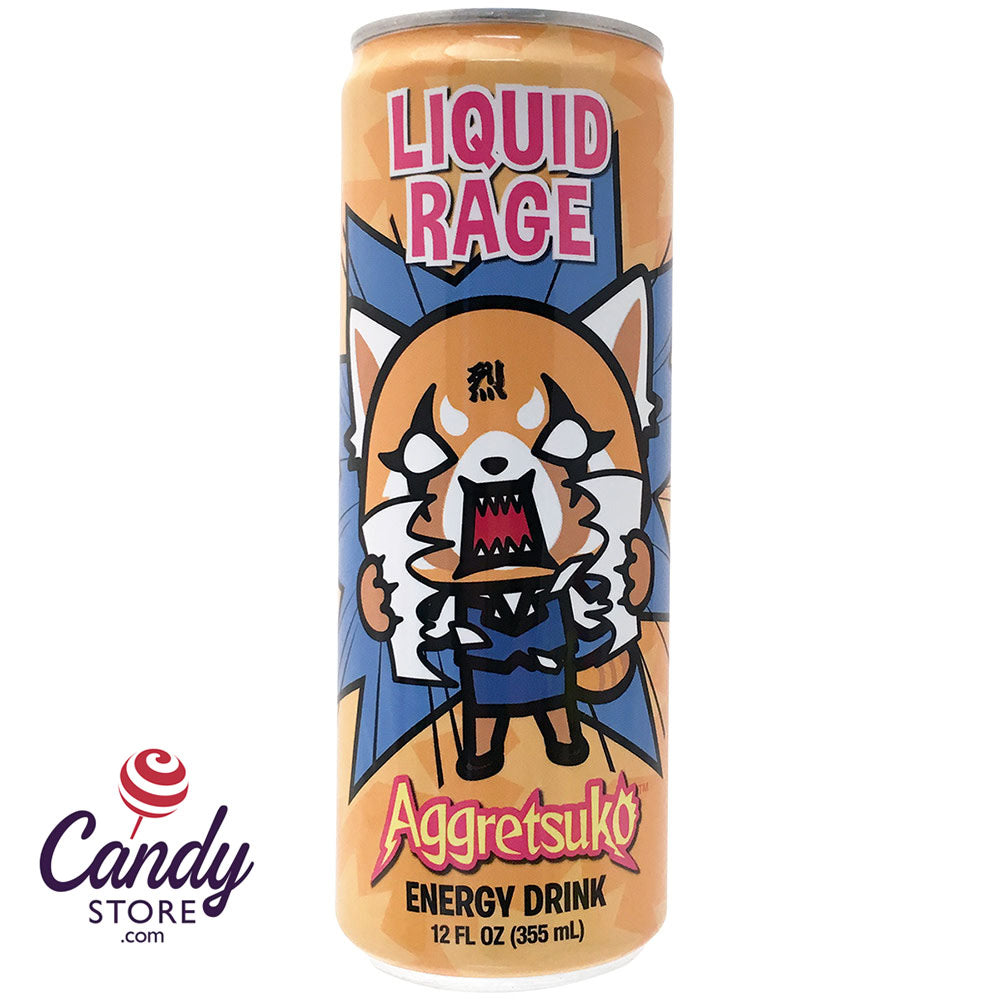 LIQUID
RAGE
烈
Aggretsuko™
ENERGY DRINK
12 FL OZ (355 mL)
Candy
STORE
.com